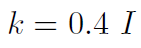 k = 0.4 I